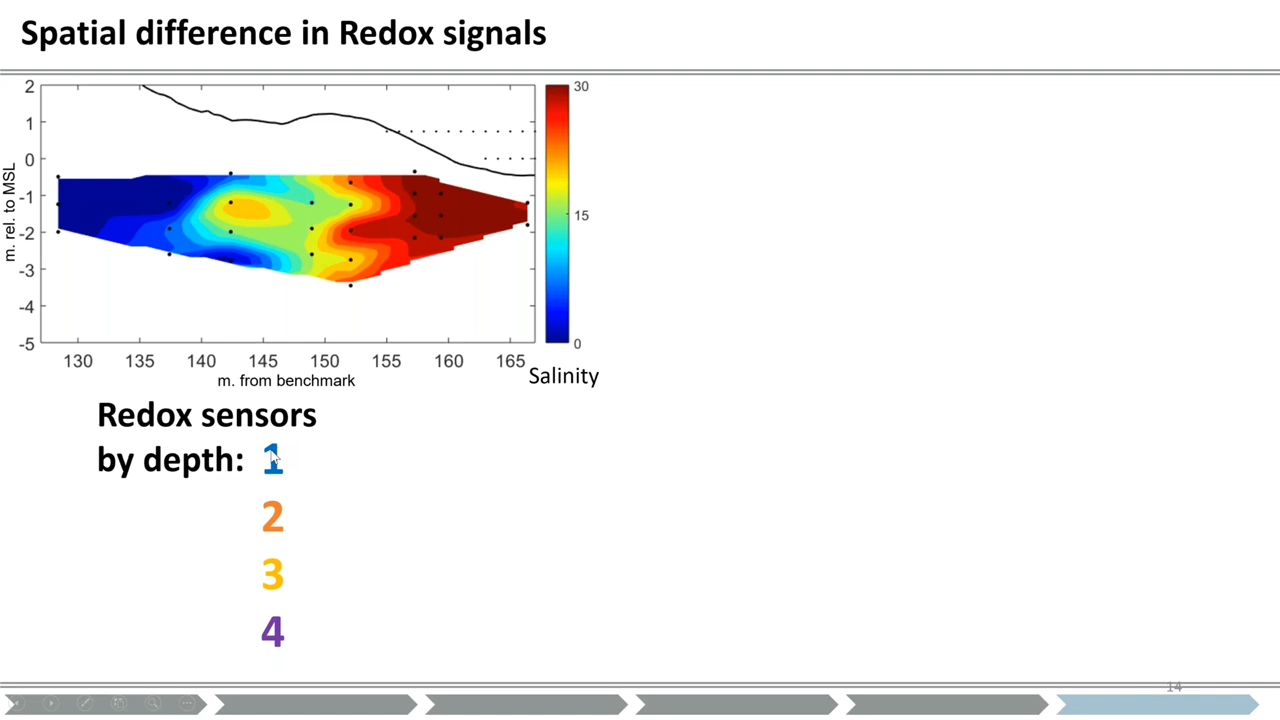 Spatial difference in Redox signals
2
1
0
-1
-2
-3
-4
-5
m. rel. to MSL
130 135 140 145 150 155 160 165
m. from benchmark
30
15
0
Salinity
Redox sensors
by depth: 1
2
3
4
14